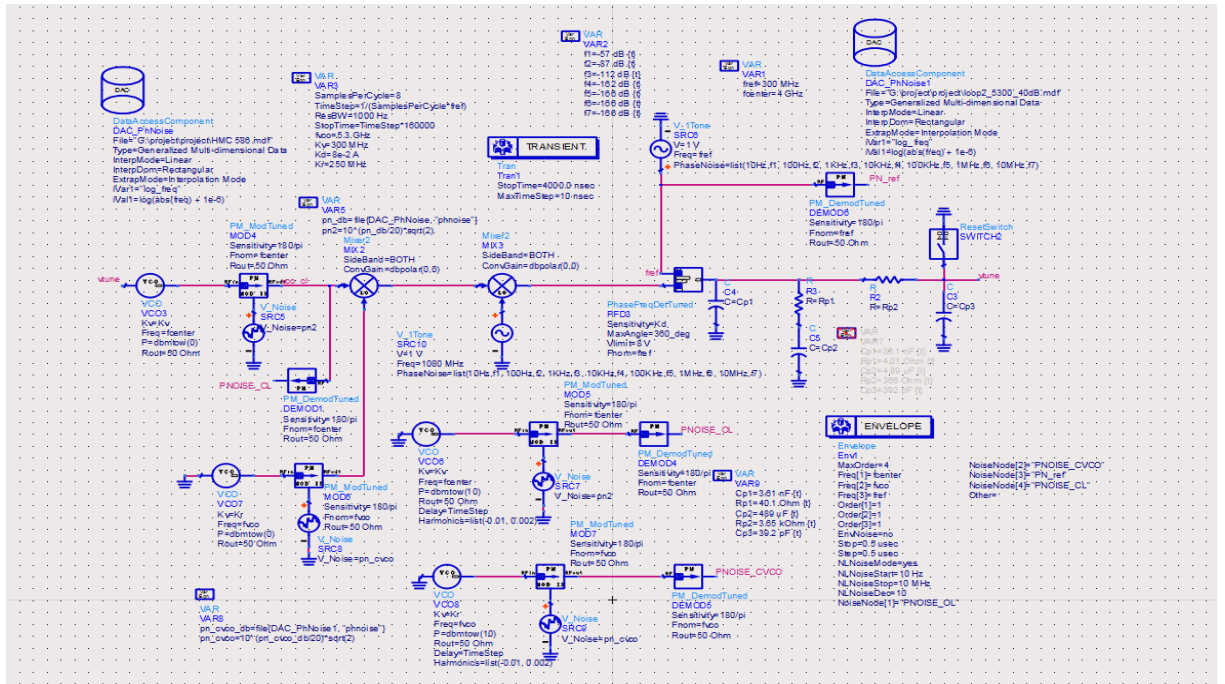 DAC
DataAccessComponent
DAC_PhNoise
File="G:\project\project\HMC 586.mdf"
Type=Generalized Multi-dimensional Data
InterpMode=Linear
InterpDom=Rectangular
ExtrapMode=Interpolation Mode
iVar1="log_freq"
iVal1=log(abs(freq) + 1e-6)
VAR
VAR3
SamplesPerCycle=8
TimeStep=1/(SamplesPerCycle*fref)
ResBW=1000 Hz
StopTime=TimeStep*160000
fvco=5.3 GHz
Kv=300 MHz
Kd=8e-2 A
Kr=250 MHz
VAR
VAR5
pn_db=file{DAC_PhNoise, "phnoise"}
pn2=10^(pn_db/20)*sqrt(2)
TRANSIENT
Tran
Tran1
StopTime=4000.0 nsec
MaxTimeStep=10 nsec
VAR
VAR2
f1=-57 dB {t}
f2=-87 dB {t}
f3=-112 dB {t}
f4=-162 dB {t}
f5=-166 dB {t}
f6=-166 dB {t}
f7=-166 dB {t}
VAR
VAR1
fref=300 MHz
fcenter=4 GHz
DAC
DataAccessComponent
DAC_PhNoise1
File="G:\project\project\loop2_5300_40dB.mdf"
Type=Generalized Multi-dimensional Data
InterpMode=Linear
InterpDom=Rectangular
ExtrapMode=Interpolation Mode
iVar1="log_freq"
iVal1=log(abs(freq) + 1e-6)
V_1Tone
SRC6
V=1 V
Freq=fref
PhaseNoise=list(10Hz,f1, 100Hz,f2, 1KHz,f3, 10KHz,f4, 100KHz,f5, 1MHz,f6, 10MHz,f7)
PN_ref
PM_DemodTuned
DEMOD6
Sensitivity=180/pi
Fnom=fref
Rout=50 Ohm
ResetSwitch
SWITCH2
vtune
VCO
VCO3
Kv=Kv
Freq=fcenter
P=dbmtow(0)
Rout=50 Ohm
PM_ModTuned
MOD4
Sensitivity=180/pi
Fnom=fcenter
Rout=50 Ohm
V_Noise
SRC5
V_Noise=pn2
Mixer2
MIX2
SideBand=BOTH
ConvGain=dbpolar(0,0)
Mixer2
MIX3
SideBand=BOTH
ConvGain=dbpolar(0,0)
V_1Tone
SRC10
V=1 V
Freq=1080 MHz
PhaseNoise=list(10Hz,f1, 100Hz,f2, 1KHz,f3, 10KHz,f4, 100KHz,f5, 1MHz,f6, 10MHz,f7)
fref
PhaseFreqDetTuned
RFD3
Sensitivity=Kd
MaxAngle=360_deg
Vlimit=8 V
Fnom=fref
C
C4
C=Cp1
R
R3
R=Rp1
C
C5
C=Cp2
R
R2
R=Rp2
C
C3
C=Cp3
vtune
VAR
VAR7
PNOISE_CL
PM_DemodTuned
DEMOD1
Sensitivity=180/pi
Fnom=fcenter
Rout=50 Ohm
VCO
VCO7
Kv=Kr
Freq=fvco
P=dbmtow(0)
Rout=50 Ohm
PM_ModTuned
MOD6
Sensitivity=180/pi
Fnom=fvco
Rout=50 Ohm
V_Noise
SRC8
V_Noise=pn_cvco
VCO
VCO6
Kv=Kv
Freq=fcenter
P=dbmtow(10)
Rout=50 Ohm
Delay=TimeStep
Harmonics=list(-0.01, 0.002)
PM_ModTuned
MOD5
Sensitivity=180/pi
Fnom=fcenter
Rout=50 Ohm
V_Noise
SRC7
V_Noise=pn2
PNOISE_OL
PM_DemodTuned
DEMOD4
Sensitivity=180/pi
Fnom=fcenter
Rout=50 Ohm
VAR
VAR9
Cp1=3.61 nF {t}
Rp1=40.1 Ohm {t}
Cp2=489 uF {t}
Rp2=3.65 kOhm {t}
Cp3=39.2 pF {t}
ENVELOPE
Envelope
Env1
MaxOrder=4
Freq[1]=fcenter
Freq[2]=fvco
Freq[3]=fref
Order[1]=1
Order[2]=1
Order[3]=1
EnvNoise=no
Stop=0.5 usec
Step=0.5 usec
NLNoiseMode=yes
NLNoiseStart=10 Hz
NLNoiseStop=10 MHz
NLNoiseDec=10
NoiseNode[1]="PNOISE_OL"
NoiseNode[2]="PNOISE_CVCO"
NoiseNode[3]="PN_ref"
NoiseNode[4]="PNOISE_CL"
Other=
VAR
VAR8
pn_cvco_db=file{DAC_PhNoise1, "phnoise"}
pn_cvco=10^(pn_cvco_db/20)*sqrt(2)
VCO
VCO8
Kv=Kr
Freq=fvco
P=dbmtow(10)
Rout=50 Ohm
Delay=TimeStep
Harmonics=list(-0.01, 0.002)
PM_ModTuned
MOD7
Sensitivity=180/pi
Fnom=fvco
Rout=50 Ohm
V_Noise
SRC9
V_Noise=pn_cvco
PNOISE_CVCO
PM_DemodTuned
DEMOD5
Sensitivity=180/pi
Fnom=fvco
Rout=50 Ohm